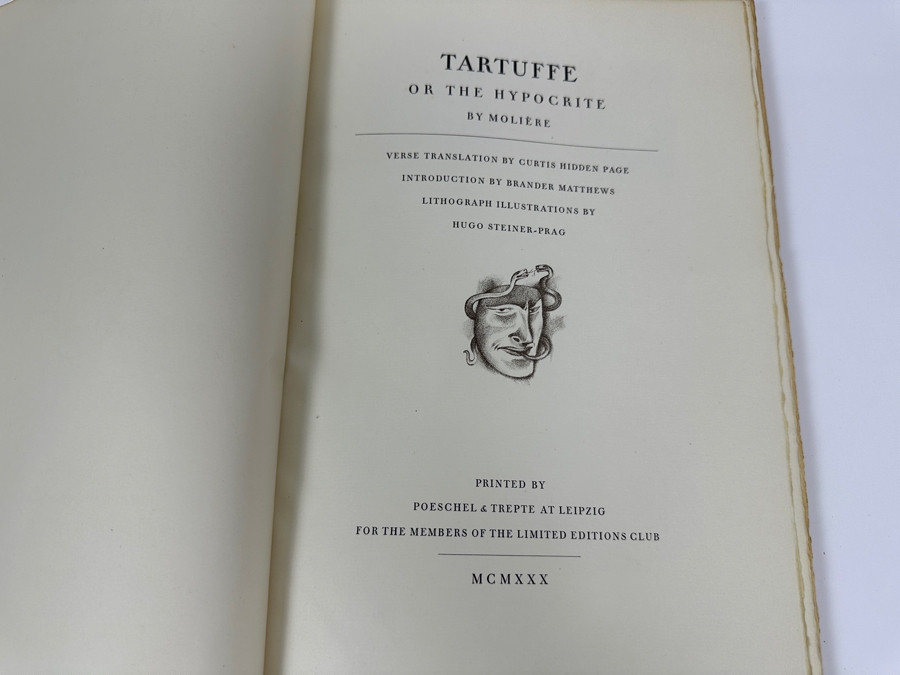 TARTUFFE
OR THE HYPOCRITE
BY MOLIÈRE
VERSE TRANSLATION BY CURTIS HIDDEN PAGE
INTRODUCTION BY BRANDER MATTHEWS
LITHOGRAPH ILLUSTRATIONS BY
HUGO STEINER-PRAG
PRINTED BY
POESCHEL & TREPTE AT LEIPZIG
FOR THE MEMBERS OF THE LIMITED EDITIONS CLUB
MCMXXX